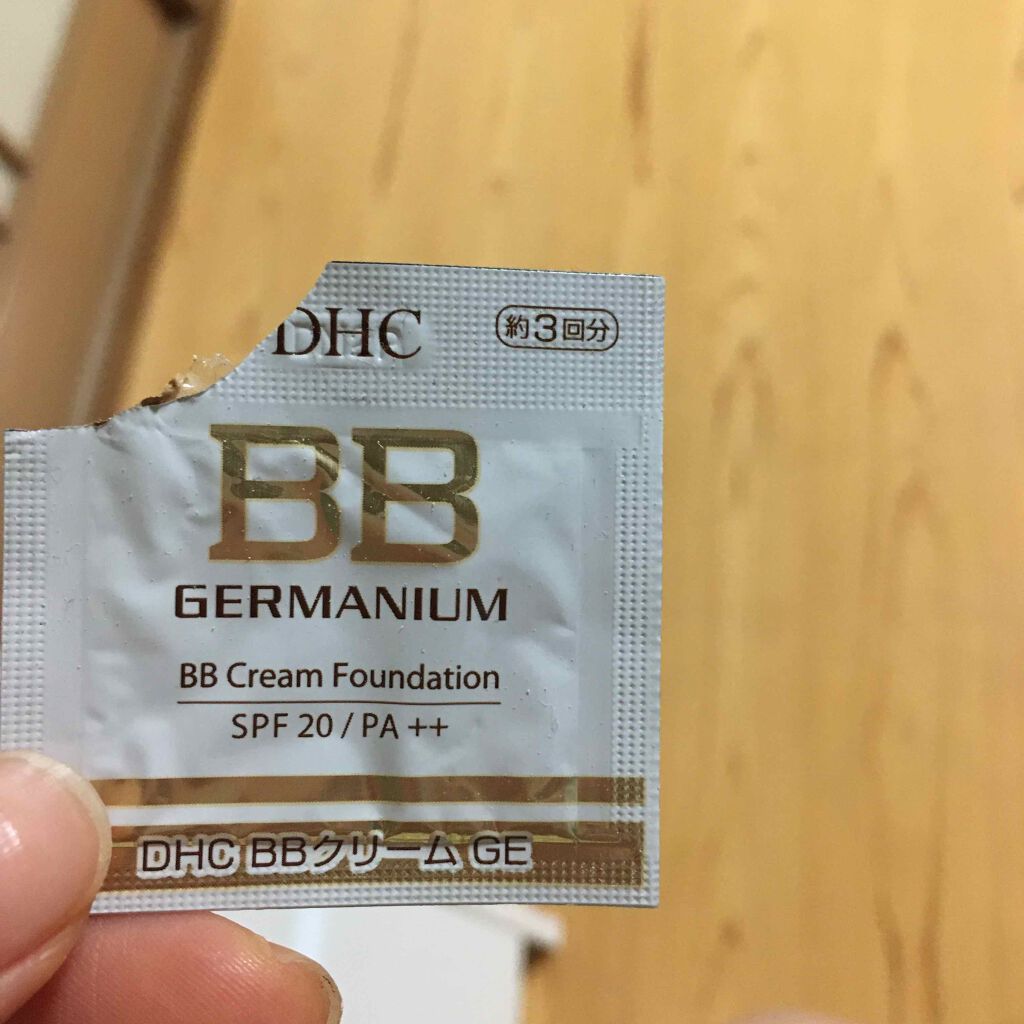 DHC
約3回分
BB
GERMANIUM
BB Cream Foundation
SPF 20 / PA ++
DHC BBクリーム GE